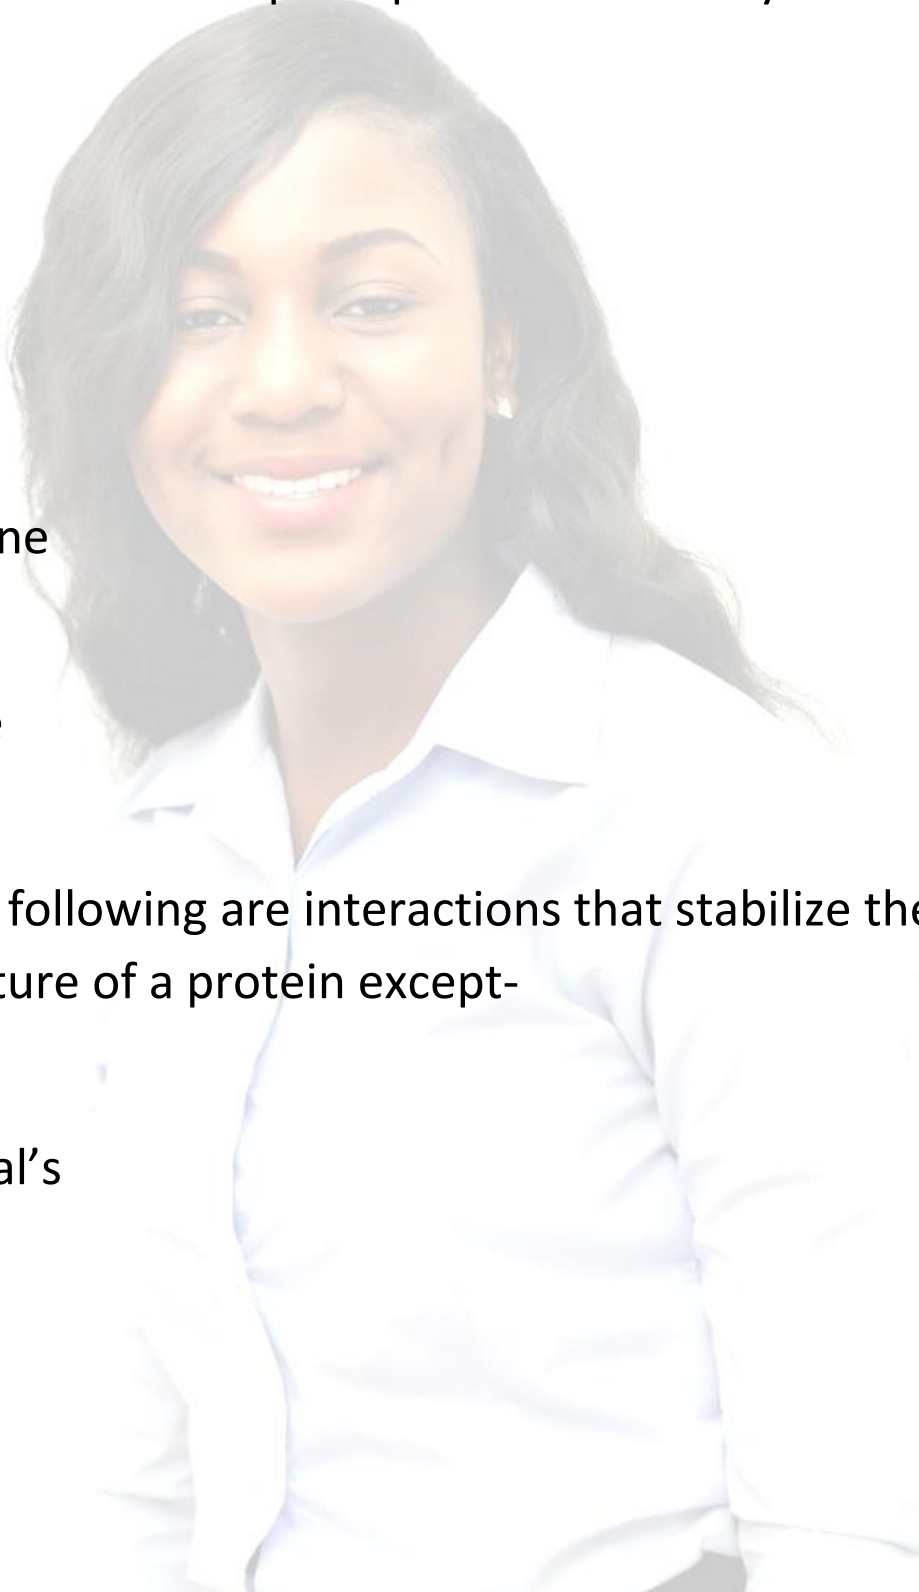 ne
e
following are interactions that stabilize the
ture of a protein except-
al’s